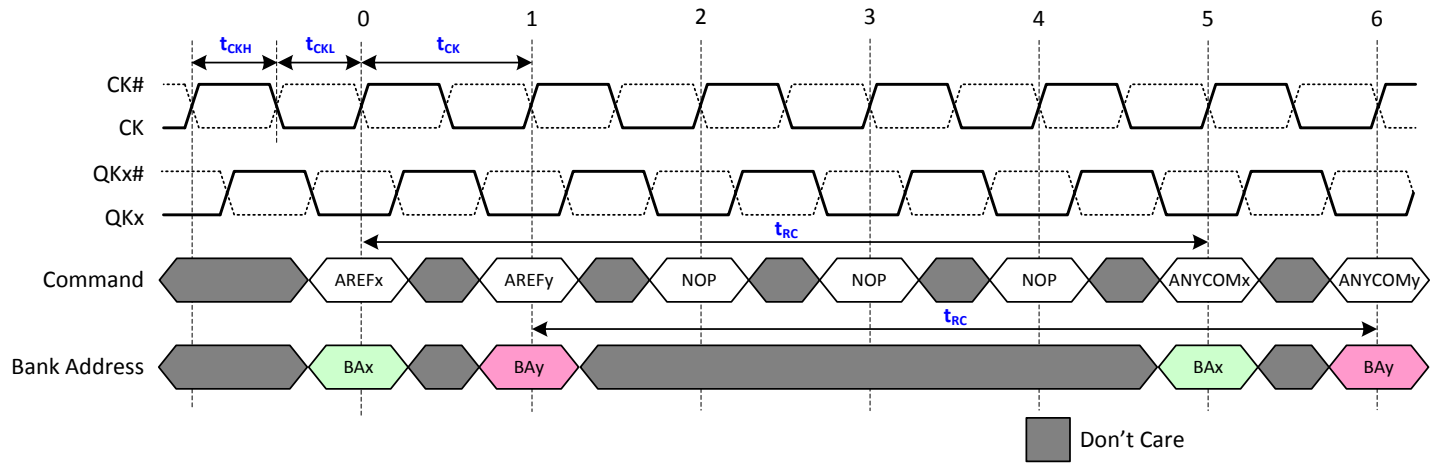 0 1 2 3 4 5 6
tCKH tCKL tCK
CK#
CK
QKx#
QKx
tRC
Command AREFx AREFy NOP NOP NOP ANYCOMx ANYCOMy
tRC
Bank Address BAx BAy BAx BAy
Don't Care